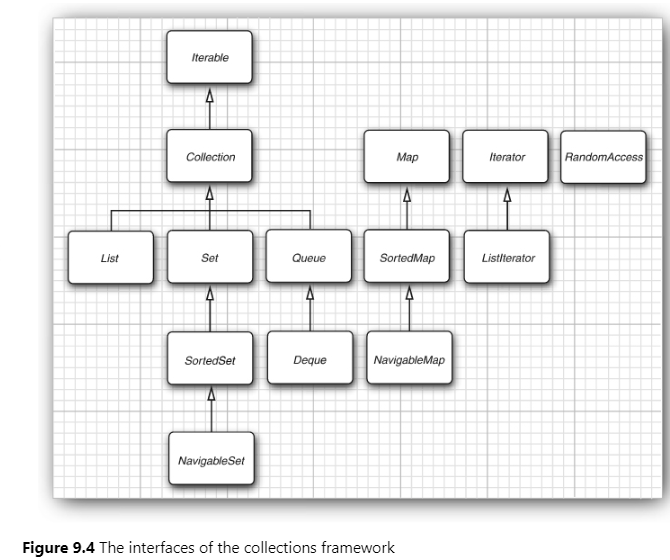 Iterable
Collection
Map
Iterator
RandomAccess
List
Set
Queue
SortedMap
ListIterator
SortedSet
Deque
NavigableMap
NavigableSet
Figure 9.4 The interfaces of the collections framework